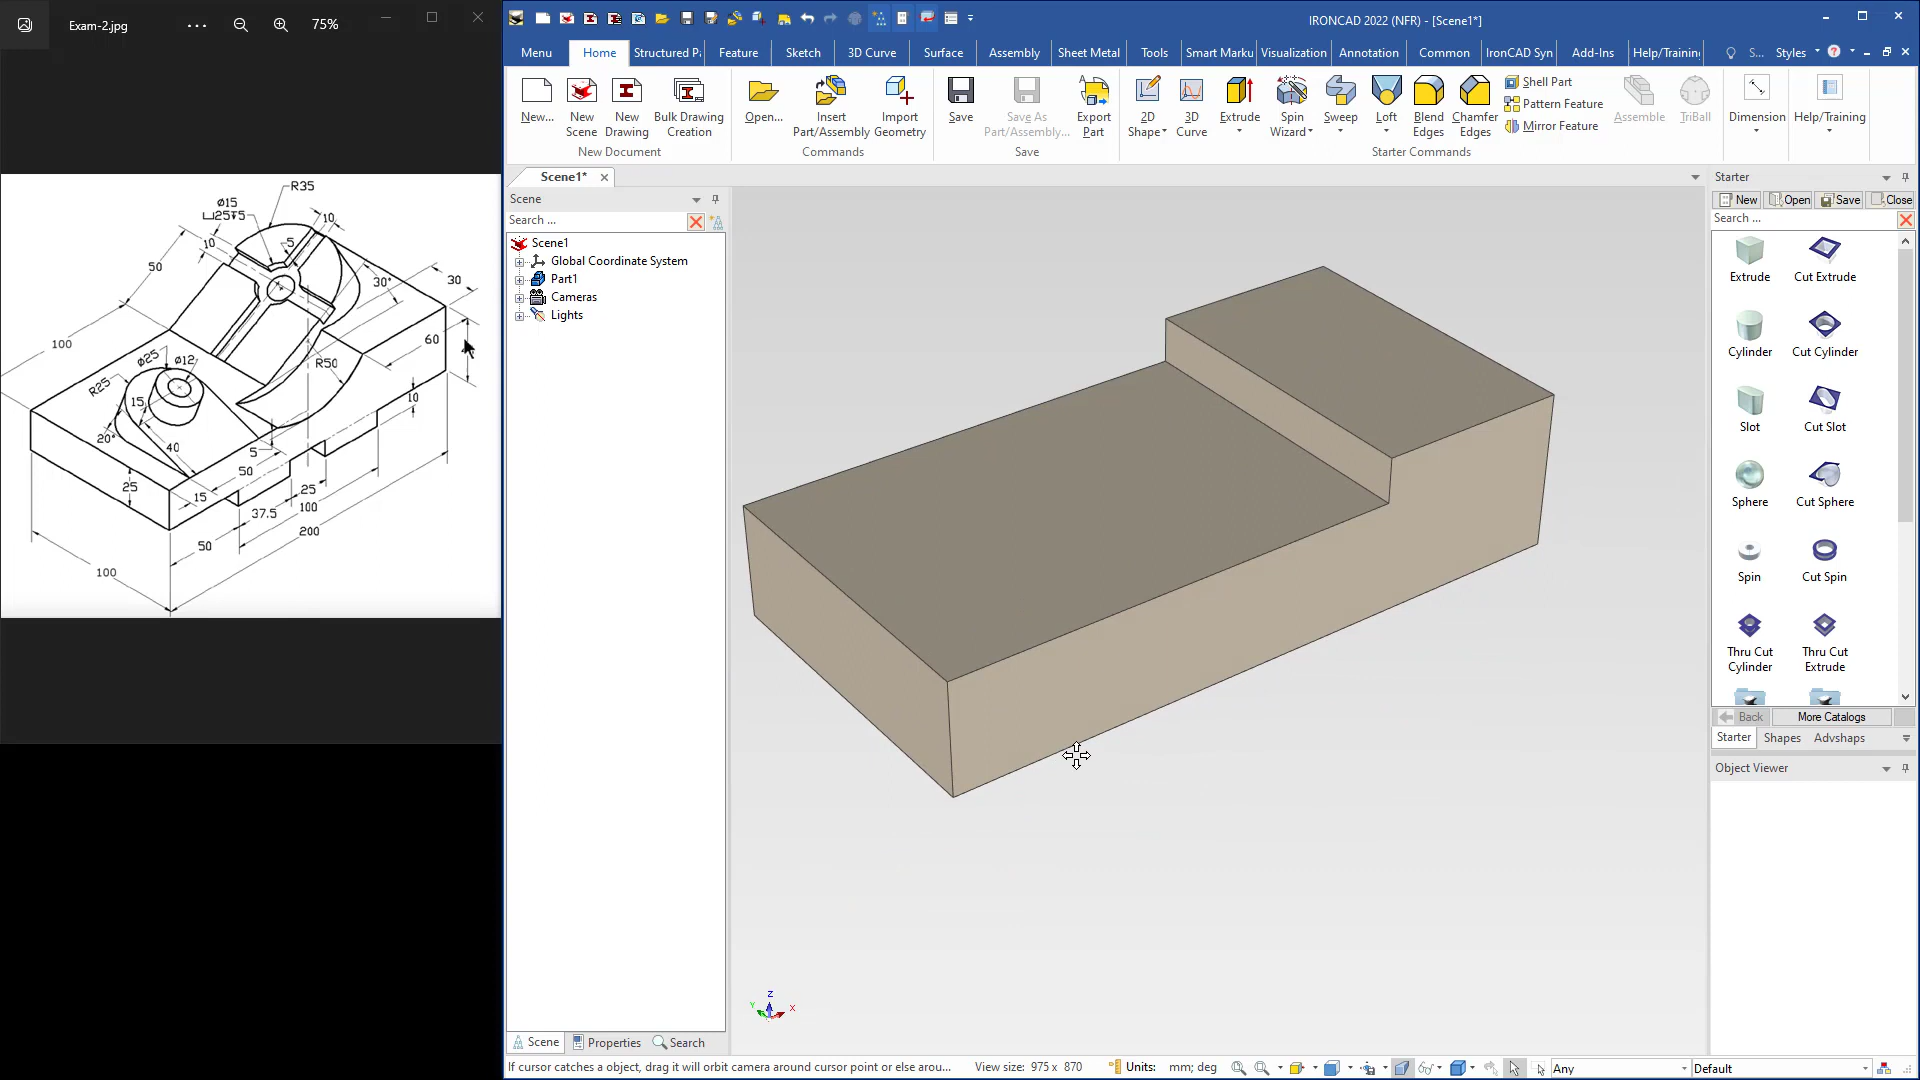 Exam-2.jpg
75%
IRONCAD 2022 (NFR) - [Scene1*]
Menu Home Structured P Feature Sketch 3D Curve Surface Assembly Sheet Metal Tools Smart Marku Visualization Annotation Common IronCAD Syn Add-Ins Help/Training S... Styles
New... New Scene New Drawing Bulk Drawing Creation
New Document
Open... Insert Part/Assembly Import Geometry
Commands
Save Save As Part/Assembly... Export Part
Save
2D Shape 3D Curve Extrude Spin Wizard Sweep Loft Blend Edges Chamfer Edges
Shell Part
Pattern Feature
Mirror Feature
Assemble TriBall
Starter Commands
Dimension Help/Training
Scene1*
Scene
Search ...
Scene1
Global Coordinate System
Part1
Cameras
Lights
Scene Properties Search
Starter
New Open Save Close
Search ...
Extrude Cut Extrude
Cylinder Cut Cylinder
Slot Cut Slot
Sphere Cut Sphere
Spin Cut Spin
Thru Cut Cylinder Thru Cut Extrude
Back More Catalogs
Starter Shapes Advshaps
Object Viewer
R35
ø15
⌴25↧5
10
10
5
50
30°
30
100
60
ø25
ø12
R50
R25
15
10
20°
40
5
50
25
15
25
37.5
100
200
50
100
Z
Y
X
If cursor catches a object, drag it will orbit camera around cursor point or else arou... View size: 975 x 870 Units: mm; deg Any Default